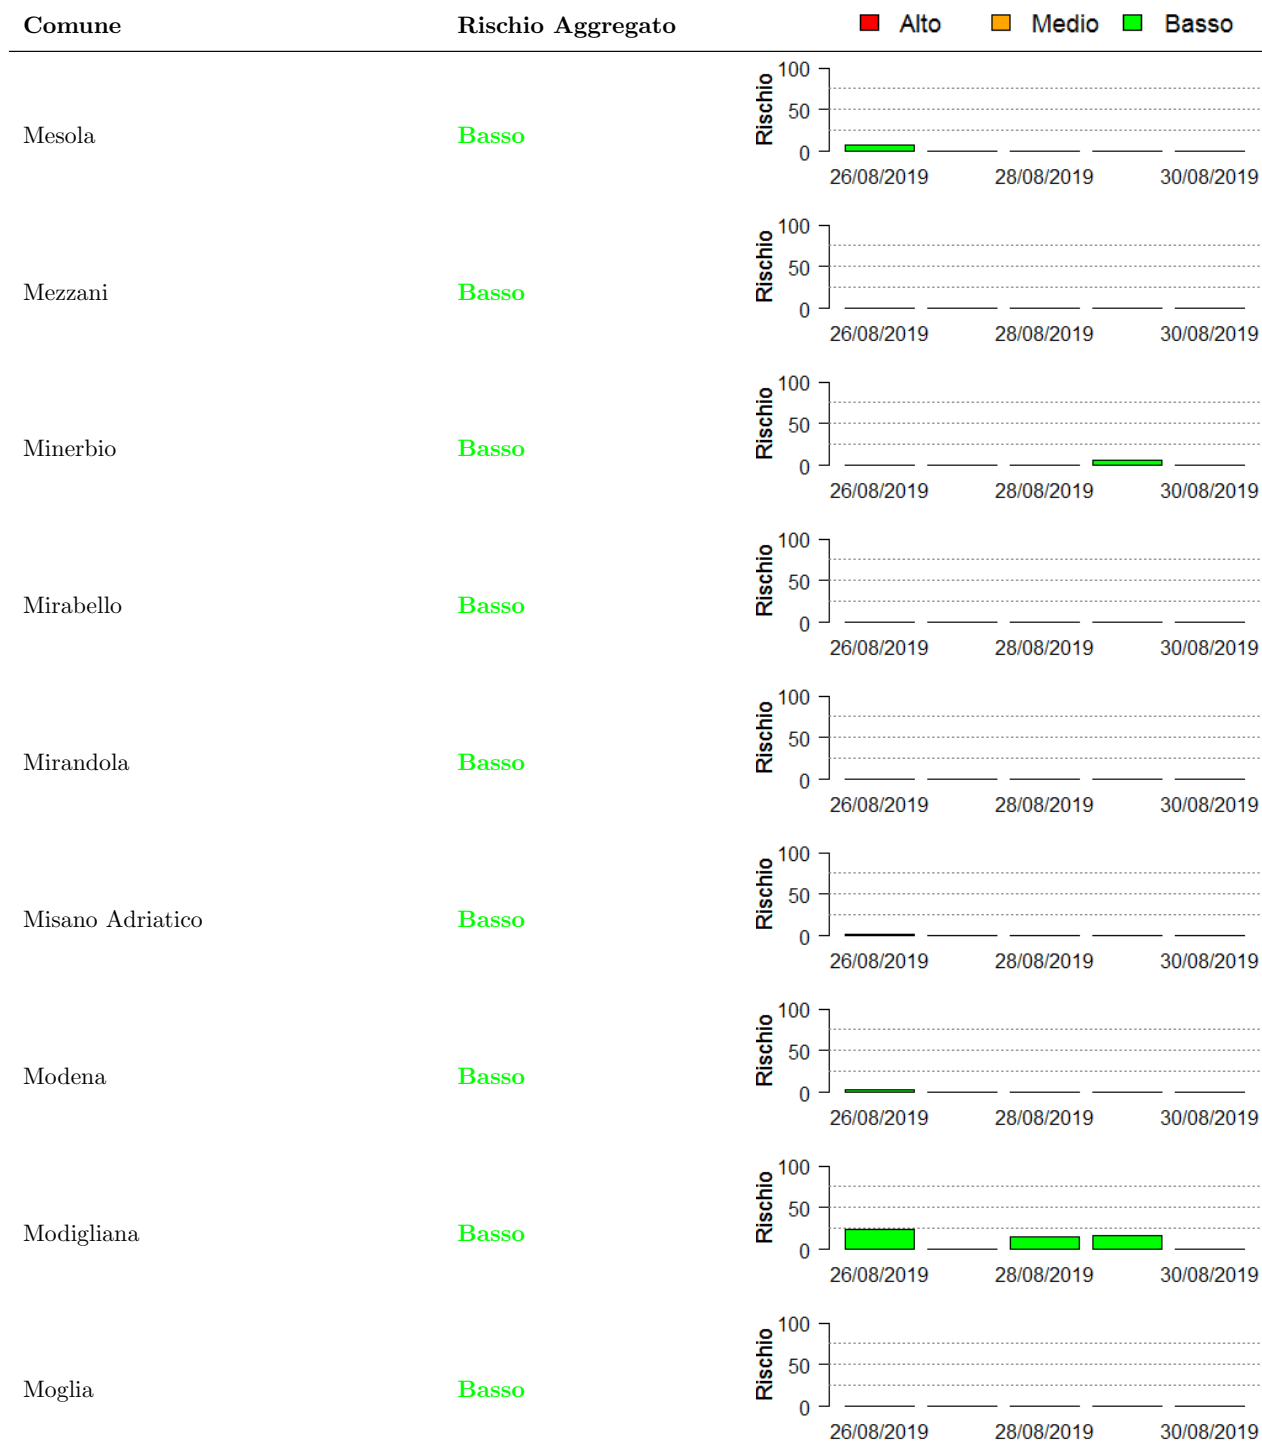 Comune Rischio Aggregato Alto Medio Basso
Mesola Basso Rischio 100 50 0
26/08/2019 28/08/2019 30/08/2019
Mezzani Basso Rischio 100 50 0
26/08/2019 28/08/2019 30/08/2019
Minerbio Basso Rischio 100 50 0
26/08/2019 28/08/2019 30/08/2019
Mirabello Basso Rischio 100 50 0
26/08/2019 28/08/2019 30/08/2019
Mirandola Basso Rischio 100 50 0
26/08/2019 28/08/2019 30/08/2019
Misano Adriatico Basso Rischio 100 50 0
26/08/2019 28/08/2019 30/08/2019
Modena Basso Rischio 100 50 0
26/08/2019 28/08/2019 30/08/2019
Modigliana Basso Rischio 100 50 0
26/08/2019 28/08/2019 30/08/2019
Moglia Basso Rischio 100 50 0
26/08/2019 28/08/2019 30/08/2019